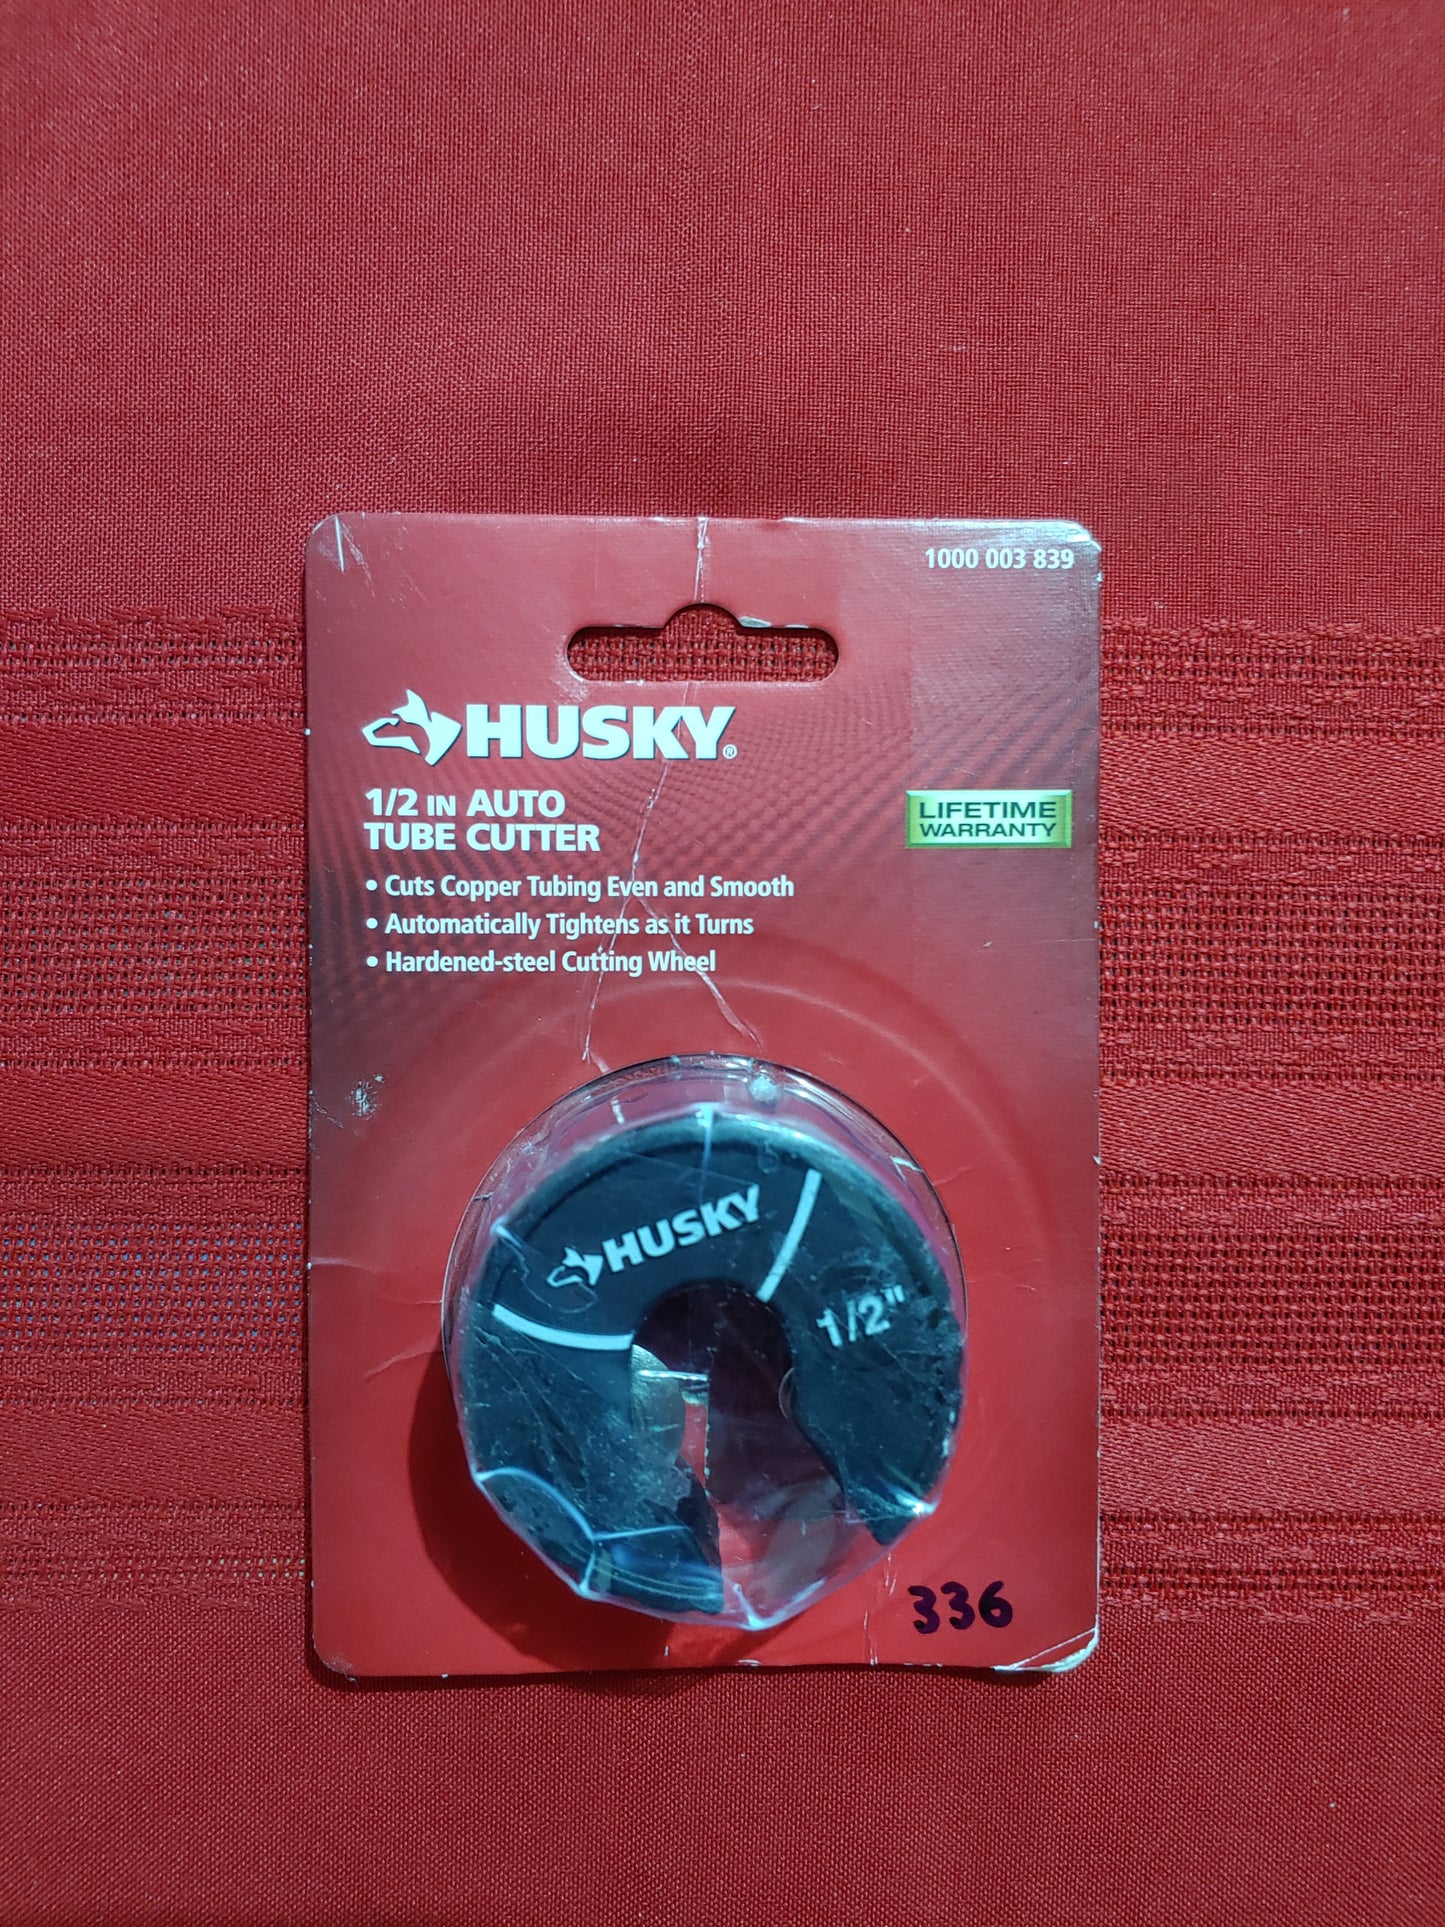 1000 003 839
HUSKY®
1/2 IN AUTO
TUBE CUTTER
LIFETIME
WARRANTY
• Cuts Copper Tubing Even and Smooth
• Automatically Tightens as it Turns
• Hardened-steel Cutting Wheel
HUSKY
1/2"
336